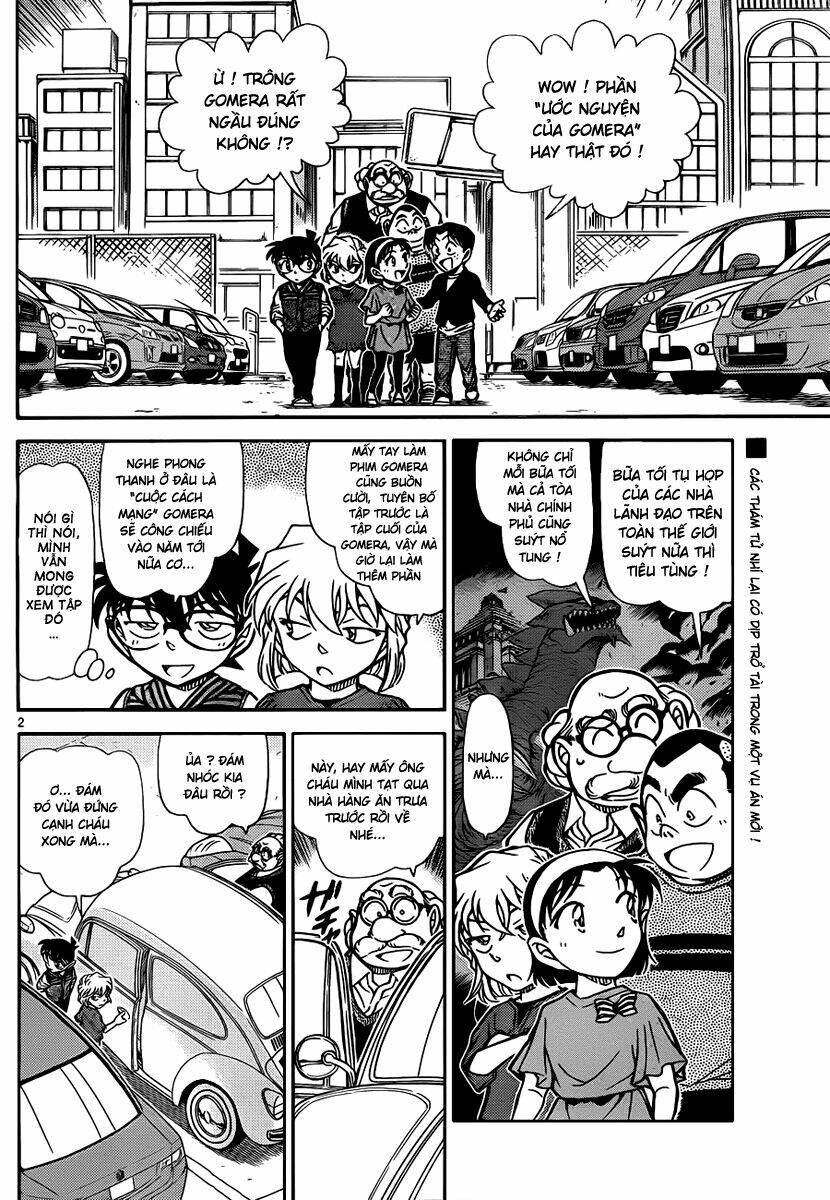 WOW ! PHẦN
"ƯỚC NGUYỆN
CỦA GOMERA"
HAY THẬT ĐÓ !
Ừ ! TRÔNG
GOMERA RẤT
NGẦU ĐÚNG
KHÔNG !?
CÁC THÁM TỬ NHÍ LẠI CÓ DỊP TRỔ TÀI TRONG MỘT VỤ ÁN MỚI !
BỮA TỐI TỤ HỌP
CỦA CÁC NHÀ
LÃNH ĐẠO TRÊN
TOÀN THẾ GIỚI
SUÝT NỮA THÌ
TIÊU TÙNG !
KHÔNG CHỈ
MỖI BỮA TỐI
MÀ CẢ TÒA
NHÀ CHÍNH
PHỦ CŨNG
SUÝT NỔ
TUNG !
NHƯNG
MÀ...
MẤY TAY LÀM
PHIM GOMERA
CŨNG BUỒN
CƯỜI, TUYÊN BỐ
TẬP TRƯỚC LÀ
TẬP CUỐI CỦA
GOMERA, VẬY MÀ
GIỜ LẠI LÀM
THÊM PHẦN
NGHE PHONG
THANH Ở ĐÂU LÀ
"CUỘC CÁCH
MẠNG" GOMERA
SẼ CÔNG CHIẾU
VÀO NĂM TỚI
NỮA CƠ...
NÓI GÌ
THÌ NÓI,
MÌNH
VẪN
MONG
ĐƯỢC
XEM TẬP
ĐÓ
...
2
NÀY, HAY MẤY ÔNG
CHÁU MÌNH TẠT QUA
NHÀ HÀNG ĂN TRƯA
TRƯỚC RỒI VỀ
NHÉ...
ỦA ? ĐÁM
NHÓC KIA
ĐÂU RỒI ?
Ơ... ĐÁM
ĐÓ VỪA ĐỨNG
CẠNH CHÁU
XONG MÀ...